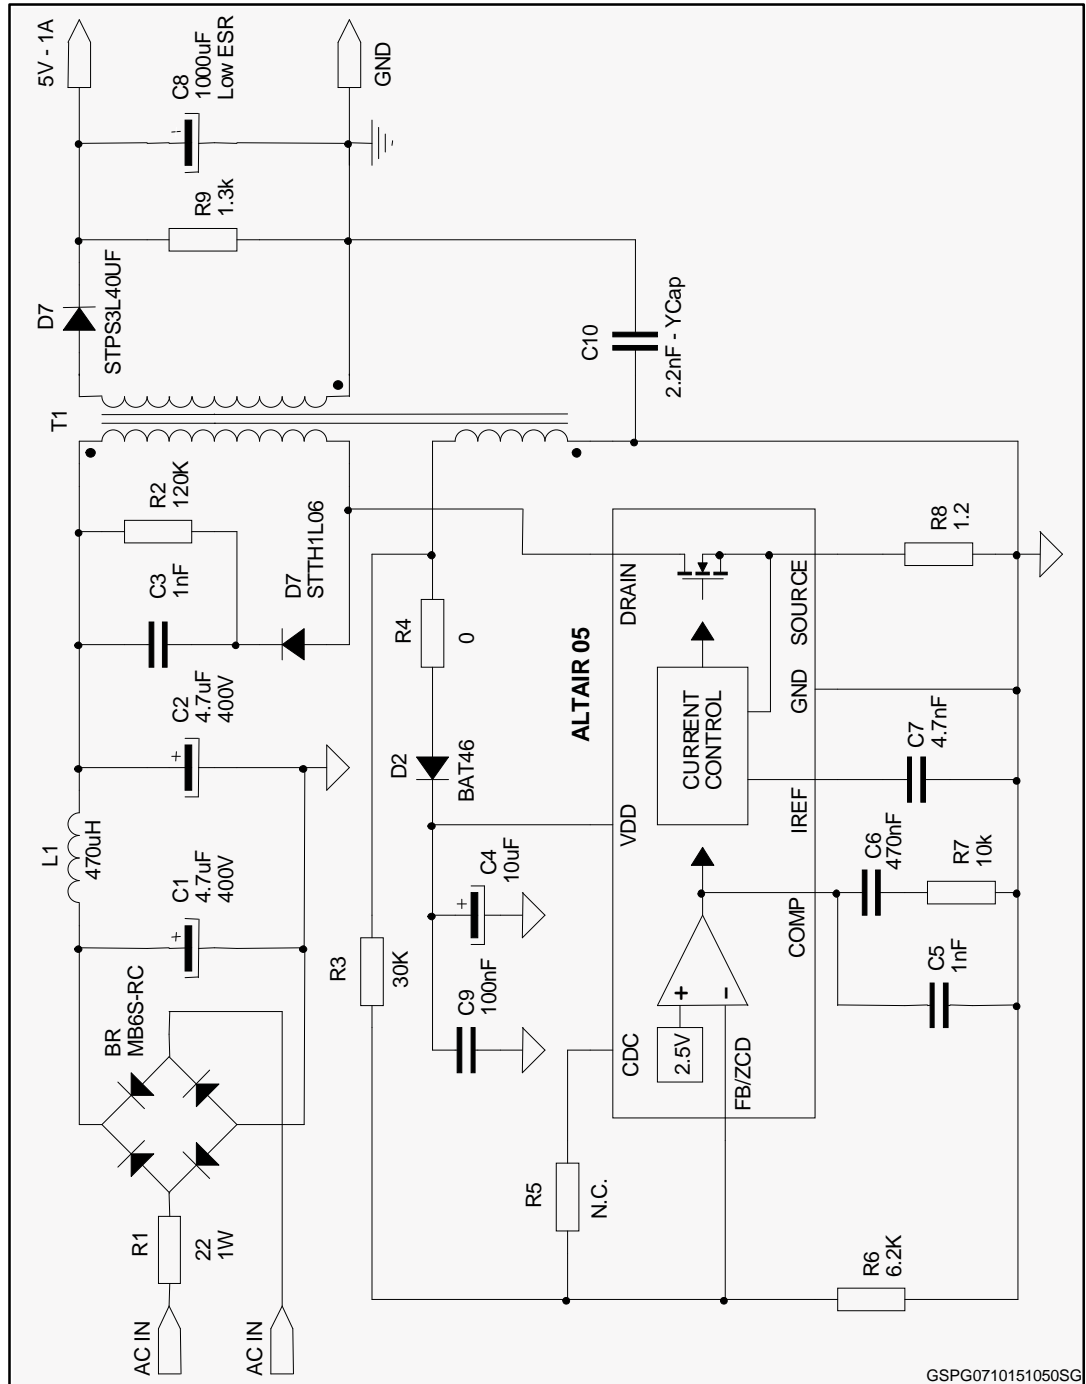 AC IN
AC IN
R1
22
1W
BR
MB6S-RC
C1
4.7uF
400V
L1
470uH
C2
4.7uF
400V
C3
1nF
R2
120K
D7
STTH1L06
T1
D7
STPS3L40UF
R9
1.3k
C8
1000uF
Low ESR
5V - 1A
GND
C10
2.2nF - YCap
R3
30K
R4
0
D2
BAT46
C4
10uF
C9
100nF
R5
N.C.
R6
6.2K
ALTAIR 05
CDC
VDD
DRAIN
2.5V
+
-
FB/ZCD
CURRENT
CONTROL
COMP
IREF
GND
SOURCE
C5
1nF
C6
470nF
R7
10k
C7
4.7nF
R8
1.2
GSPG0710151050SG